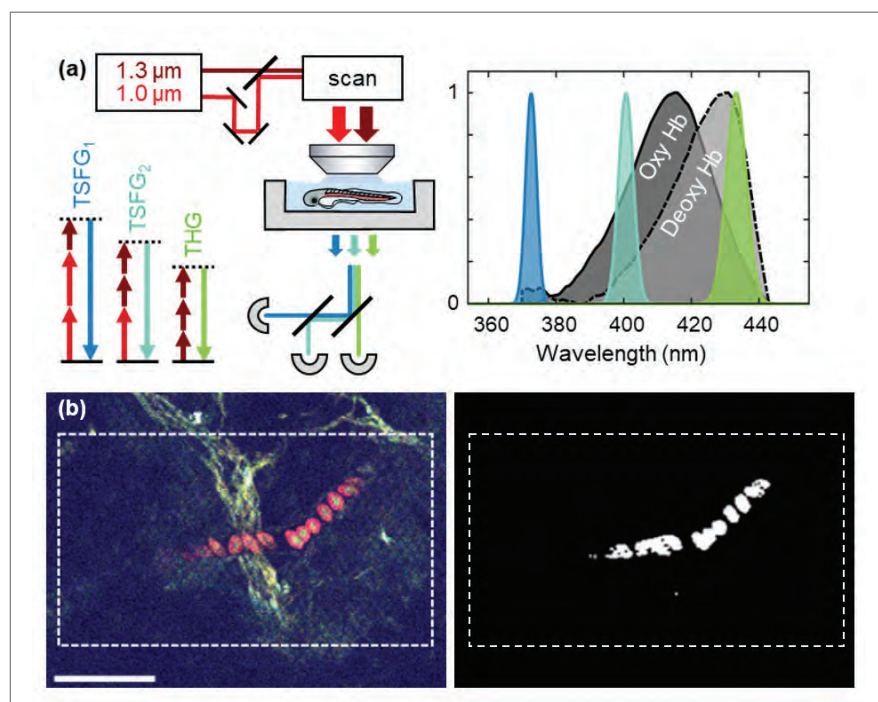 (a)
1.3 µm
1.0 µm
scan
TSFG₁
TSFG₂
THG
1
0
Oxy Hb
Deoxy Hb
360
380
400
420
440
Wavelength (nm)
(b)